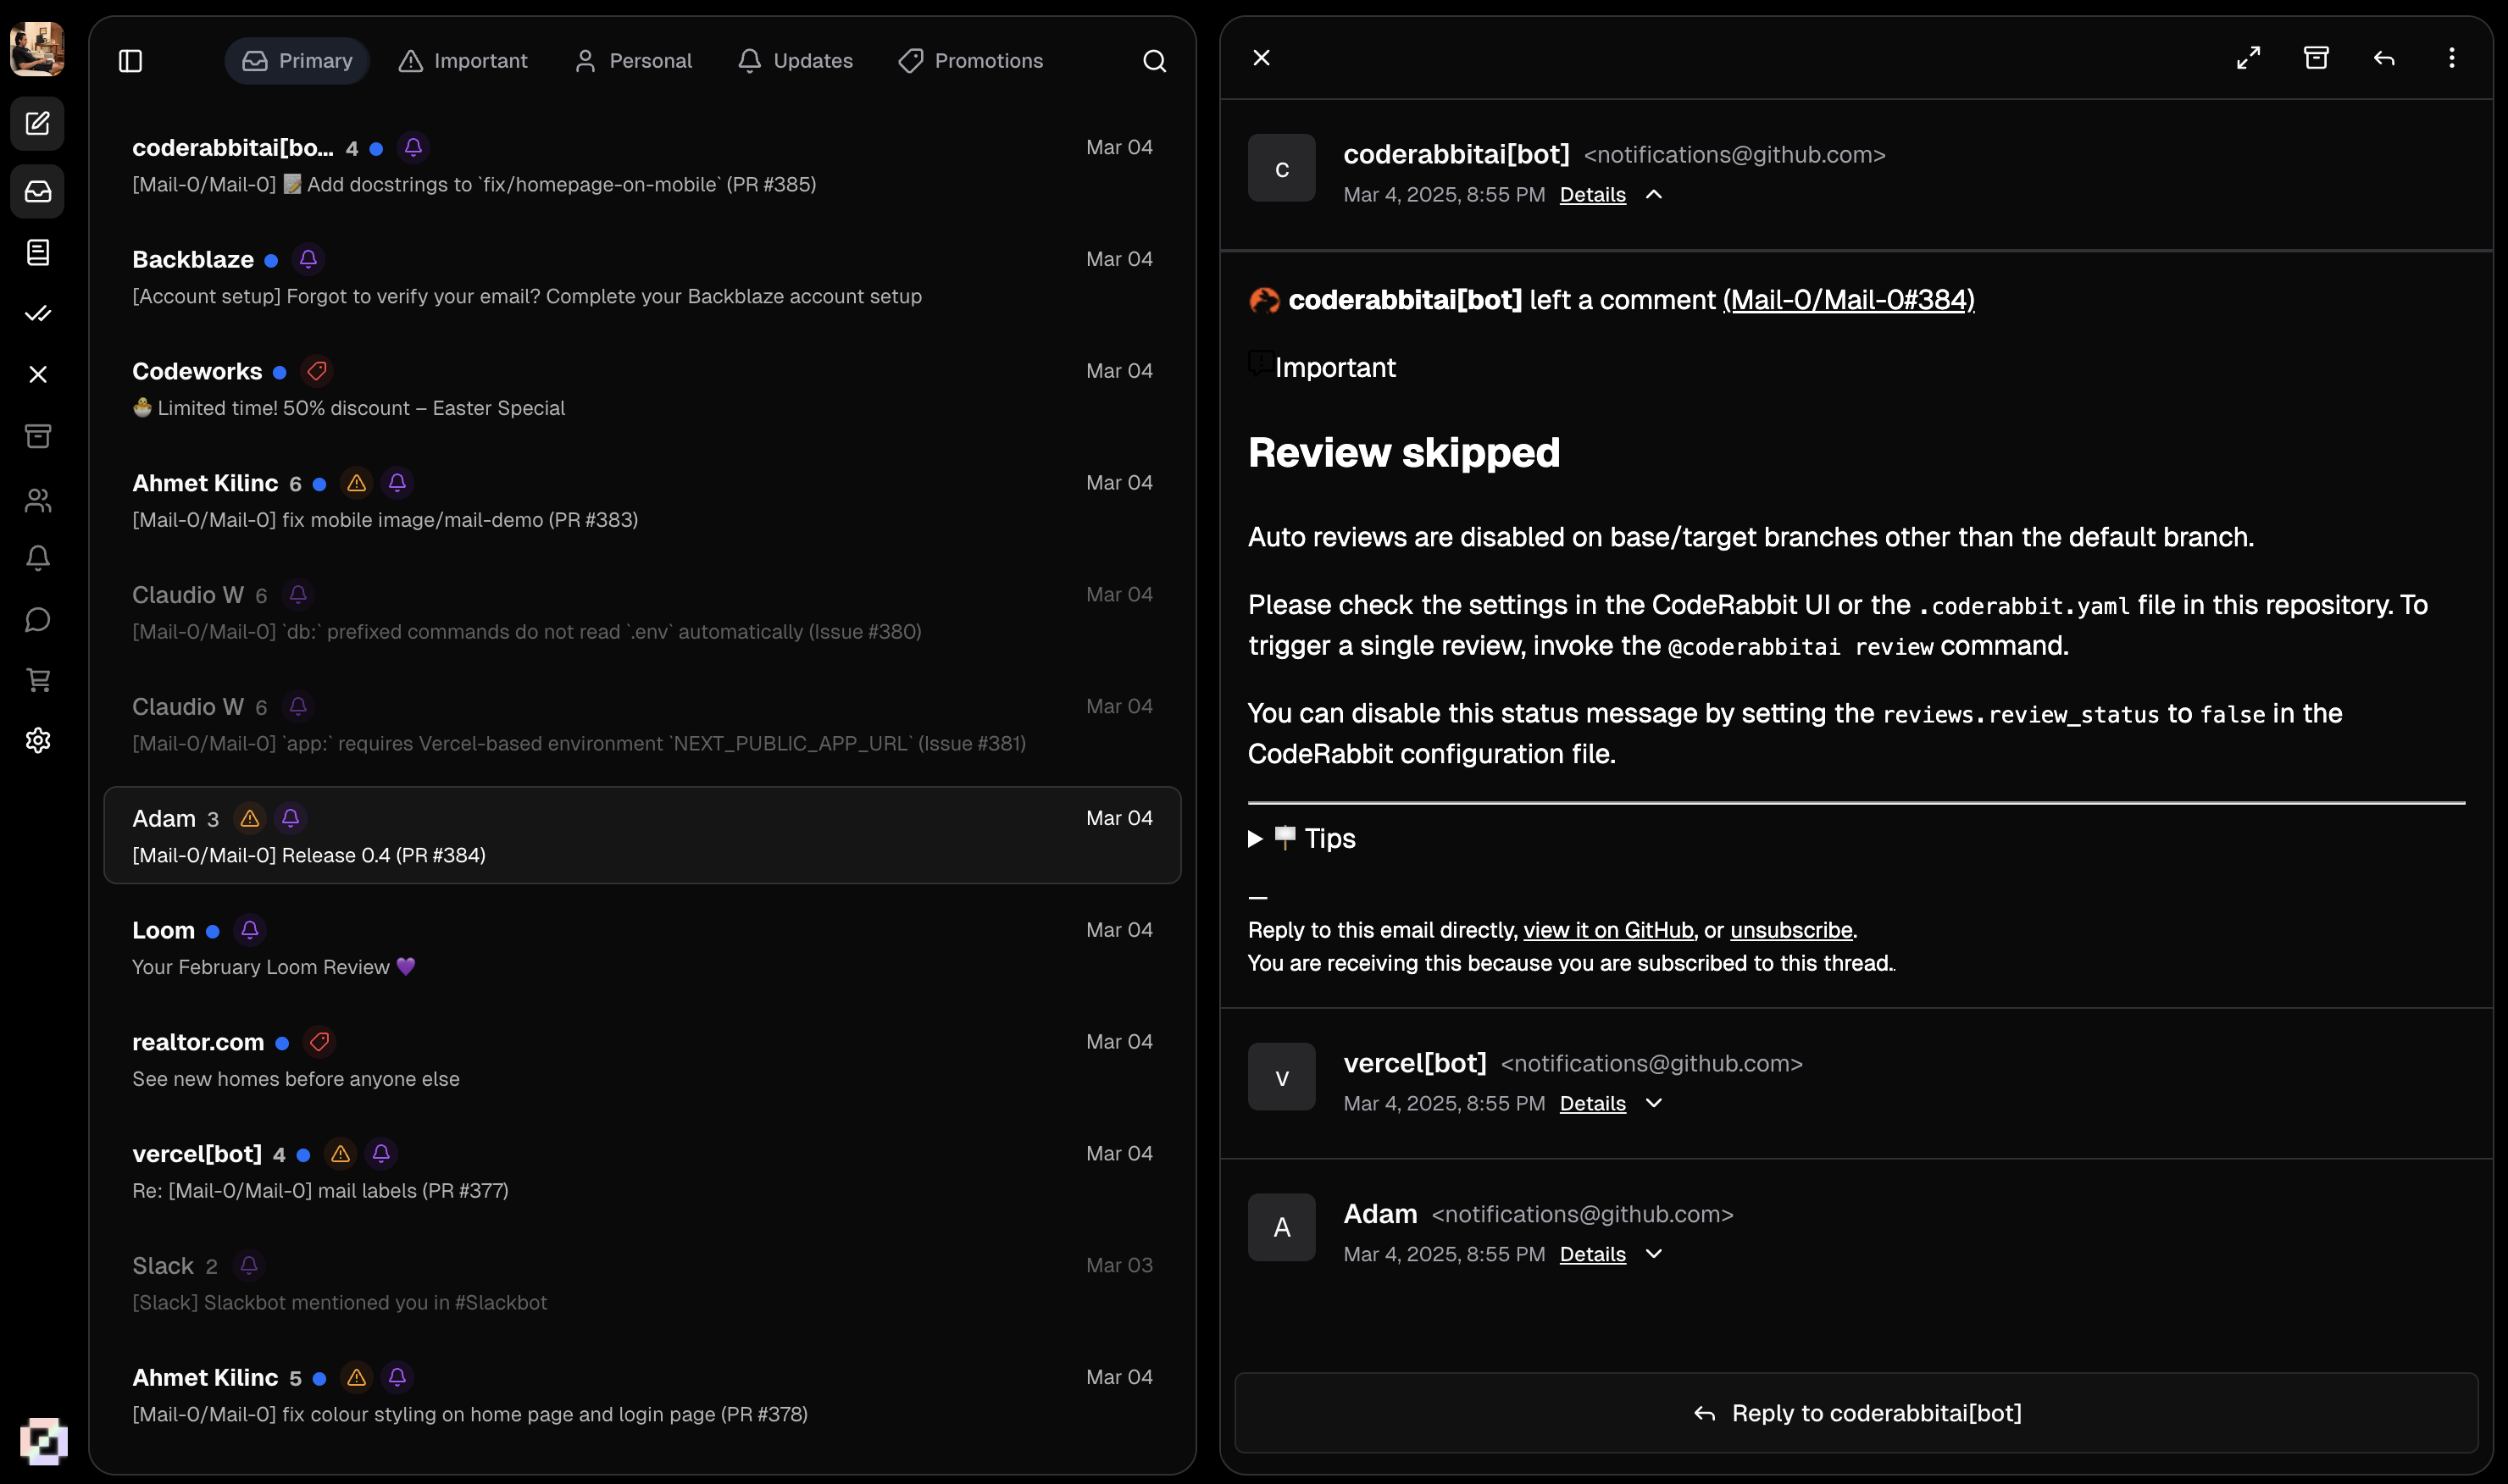 Primary
Important
Personal
Updates
Promotions
coderabbitai[bo... 4
Mar 04
[Mail-0/Mail-0] 📝 Add docstrings to `fix/homepage-on-mobile` (PR #385)
Backblaze
Mar 04
[Account setup] Forgot to verify your email? Complete your Backblaze account setup
Codeworks
Mar 04
🐣 Limited time! 50% discount – Easter Special
Ahmet Kilinc 6
Mar 04
[Mail-0/Mail-0] fix mobile image/mail-demo (PR #383)
Claudio W 6
Mar 04
[Mail-0/Mail-0] `db:` prefixed commands do not read `.env` automatically (Issue #380)
Claudio W 6
Mar 04
[Mail-0/Mail-0] `app:` requires Vercel-based environment `NEXT_PUBLIC_APP_URL` (Issue #381)
Adam 3
Mar 04
[Mail-0/Mail-0] Release 0.4 (PR #384)
Loom
Mar 04
Your February Loom Review 💜
realtor.com
Mar 04
See new homes before anyone else
vercel[bot] 4
Mar 04
Re: [Mail-0/Mail-0] mail labels (PR #377)
Slack 2
Mar 03
[Slack] Slackbot mentioned you in #Slackbot
Ahmet Kilinc 5
Mar 04
[Mail-0/Mail-0] fix colour styling on home page and login page (PR #378)
c
coderabbitai[bot] <notifications@github.com>
Mar 4, 2025, 8:55 PM Details
coderabbitai[bot] left a comment (Mail-0/Mail-0#384)
Important
Review skipped
Auto reviews are disabled on base/target branches other than the default branch.
Please check the settings in the CodeRabbit UI or the .coderabbit.yaml file in this repository. To
trigger a single review, invoke the @coderabbitai review command.
You can disable this status message by setting the reviews.review_status to false in the
CodeRabbit configuration file.
▶ 🪧 Tips
—
Reply to this email directly, view it on GitHub, or unsubscribe.
You are receiving this because you are subscribed to this thread..
v
vercel[bot] <notifications@github.com>
Mar 4, 2025, 8:55 PM Details
A
Adam <notifications@github.com>
Mar 4, 2025, 8:55 PM Details
Reply to coderabbitai[bot]